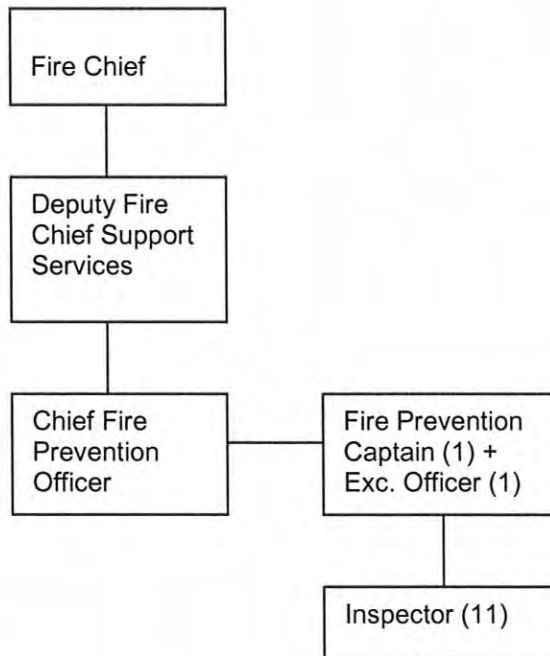 Fire Chief
Deputy Fire
Chief Support
Services
Chief Fire
Prevention
Officer
Fire Prevention
Captain (1) +
Exc. Officer (1)
Inspector (11)